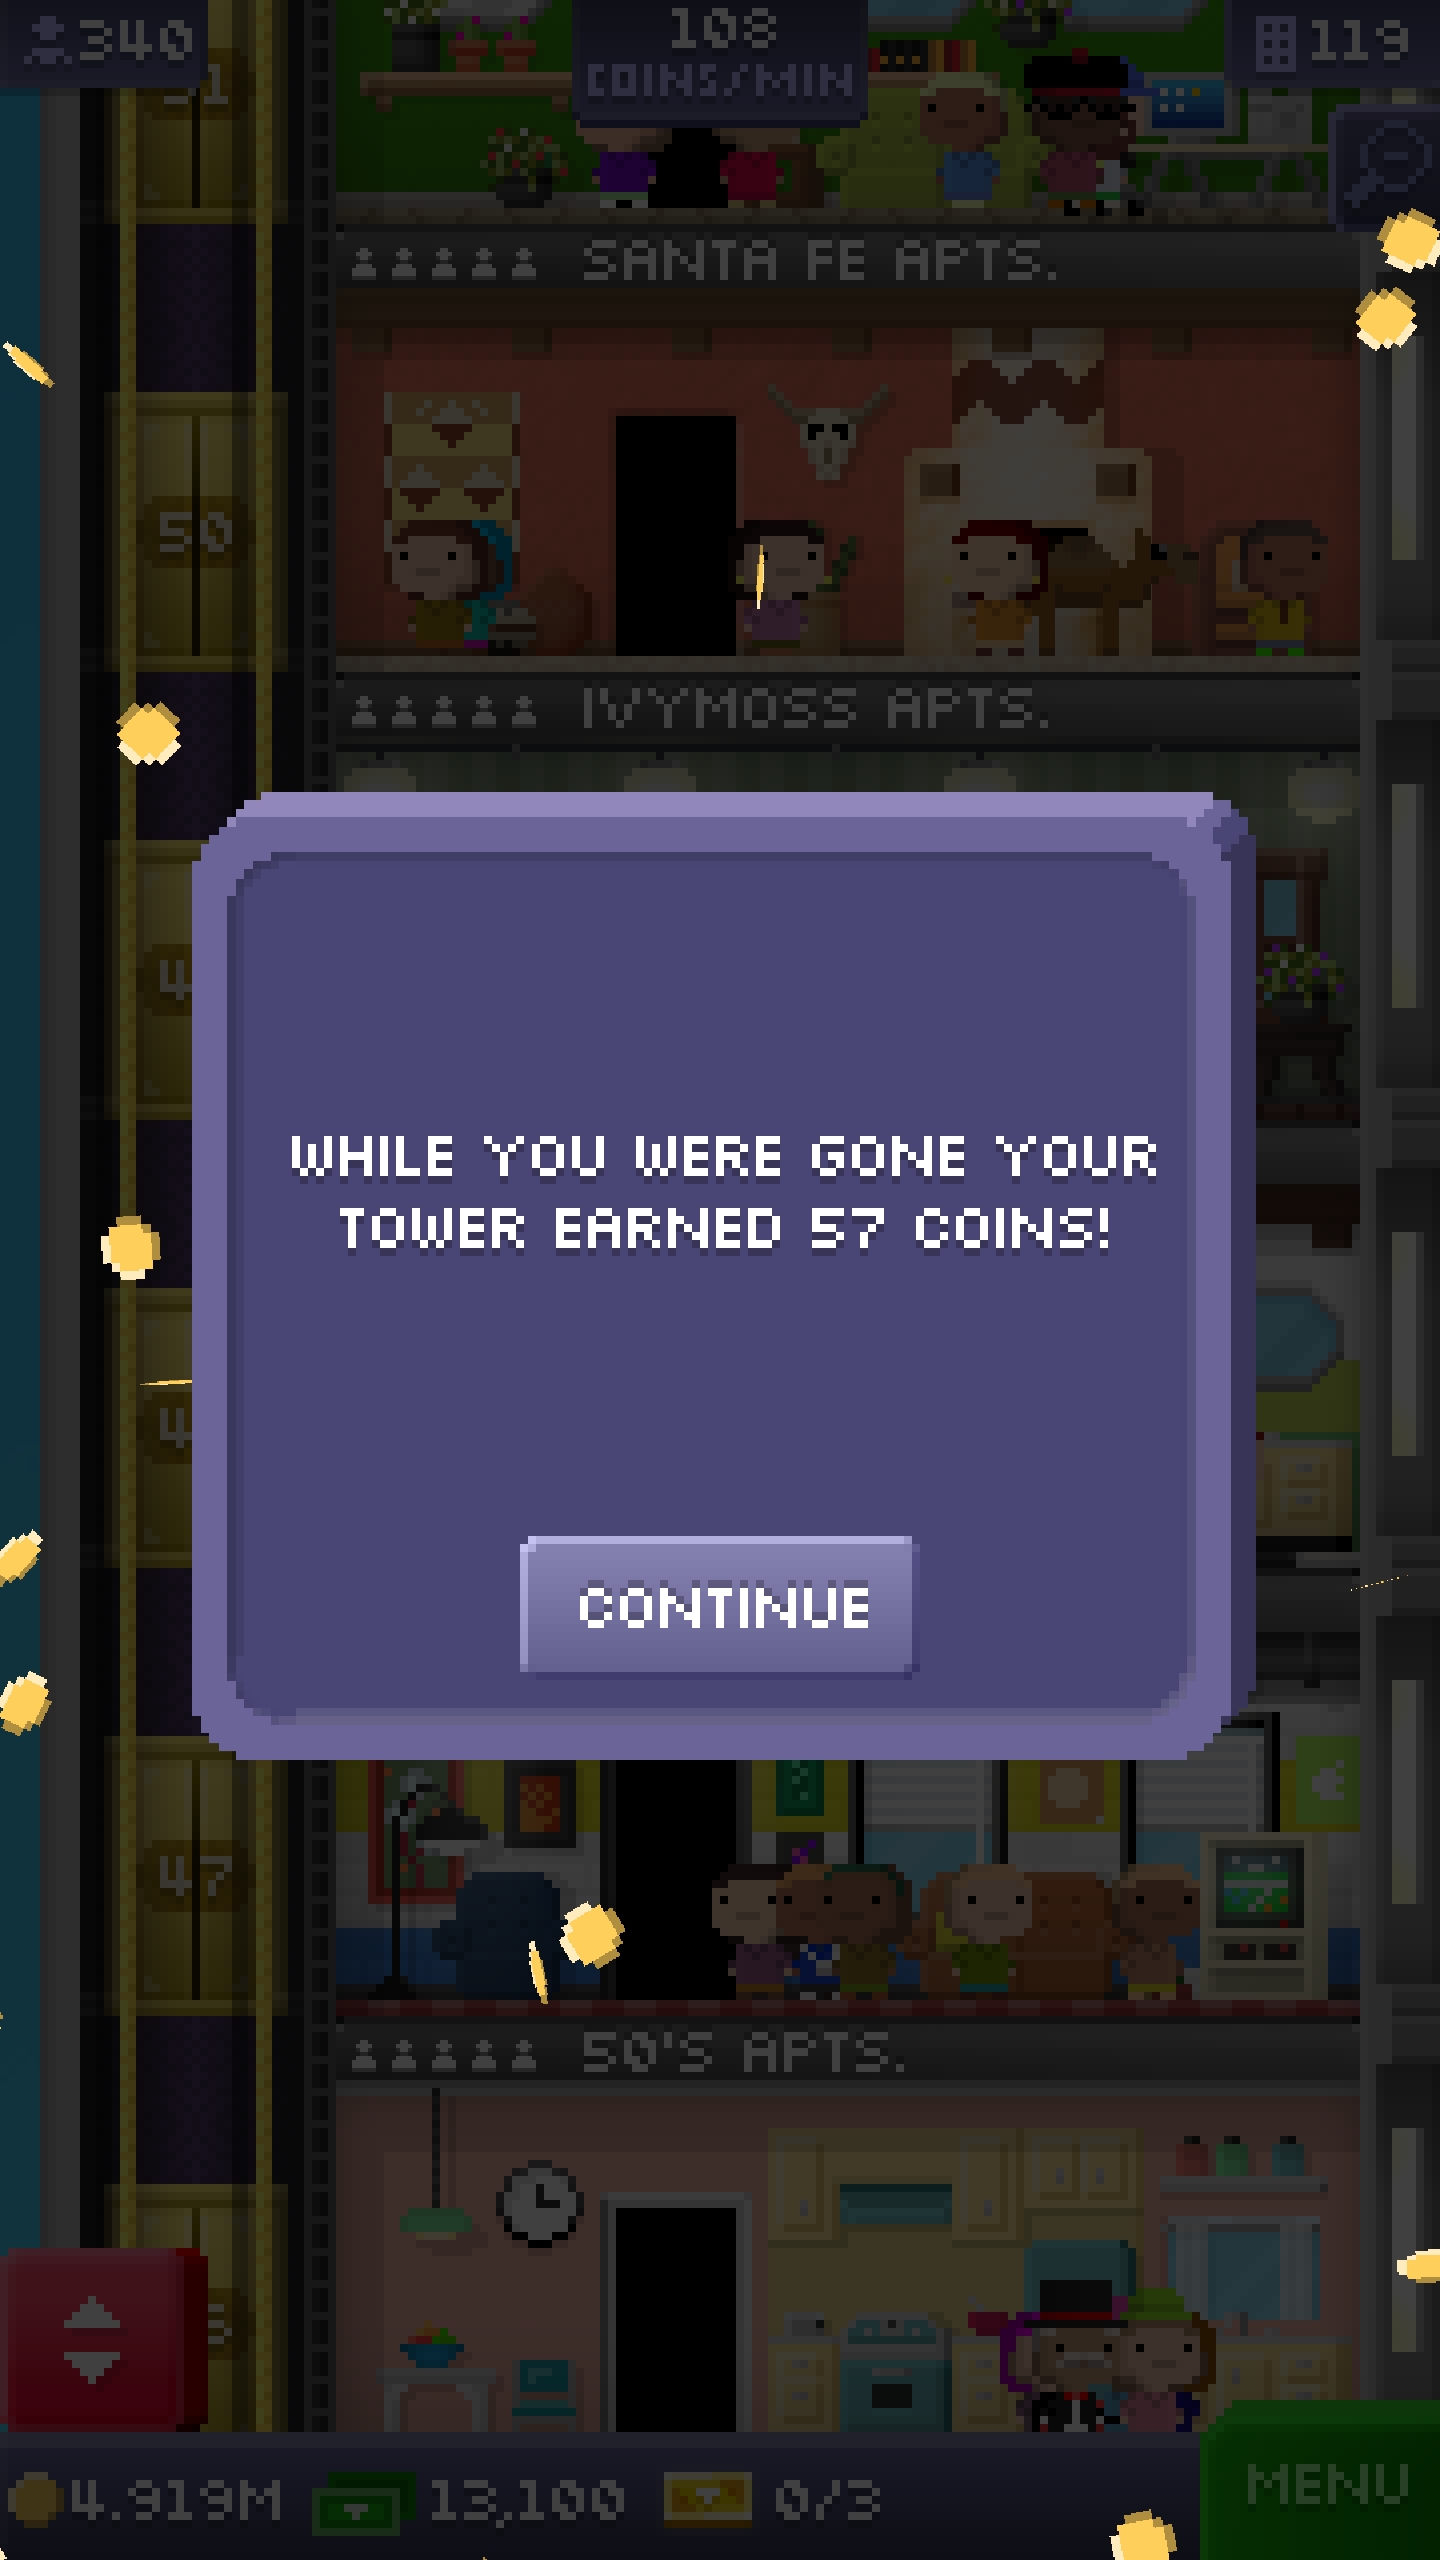 340
108
COINS/MIN
119
SANTA FE APTS.
50
IVYMOSS APTS.
WHILE YOU WERE GONE YOUR
TOWER EARNED 57 COINS!
CONTINUE
47
50'S APTS.
4.919M
13,100
0/3
MENU